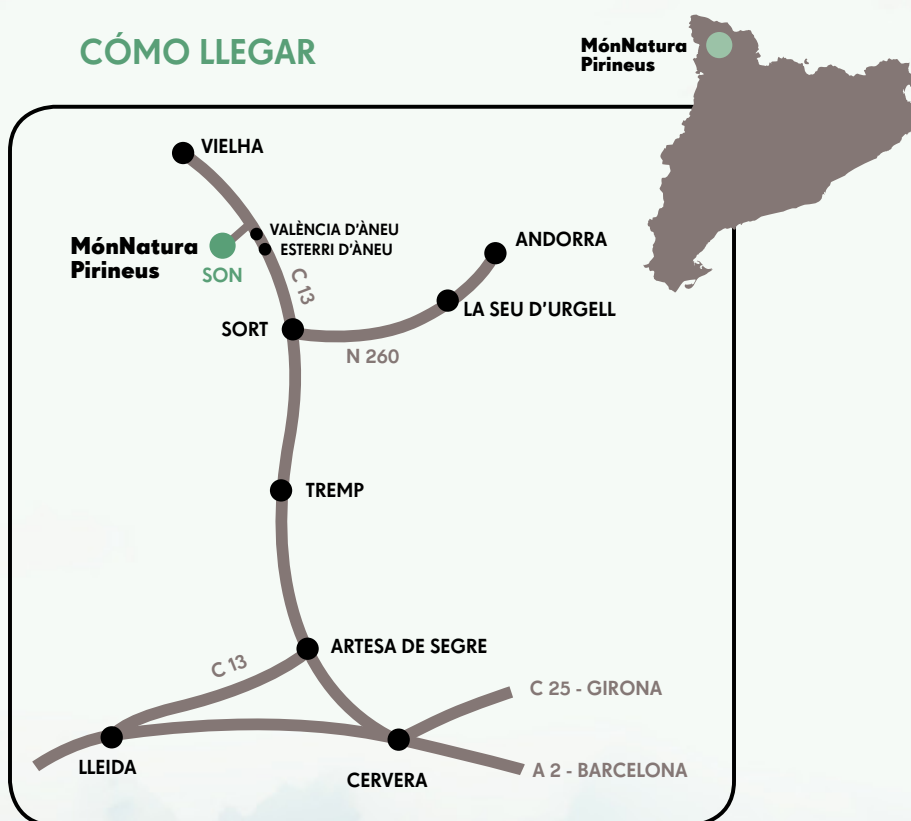 CÓMO LLEGAR
MónNatura
Pirineus
VIELHA
VALÈNCIA D'ÀNEU
ESTERRI D'ÀNEU
MónNatura
Pirineus
SON
ANDORRA
C 13
LA SEU D'URGELL
SORT
N 260
TREMP
ARTESA DE SEGRE
C 13
C 25 - GIRONA
LLEIDA
CERVERA
A 2 - BARCELONA